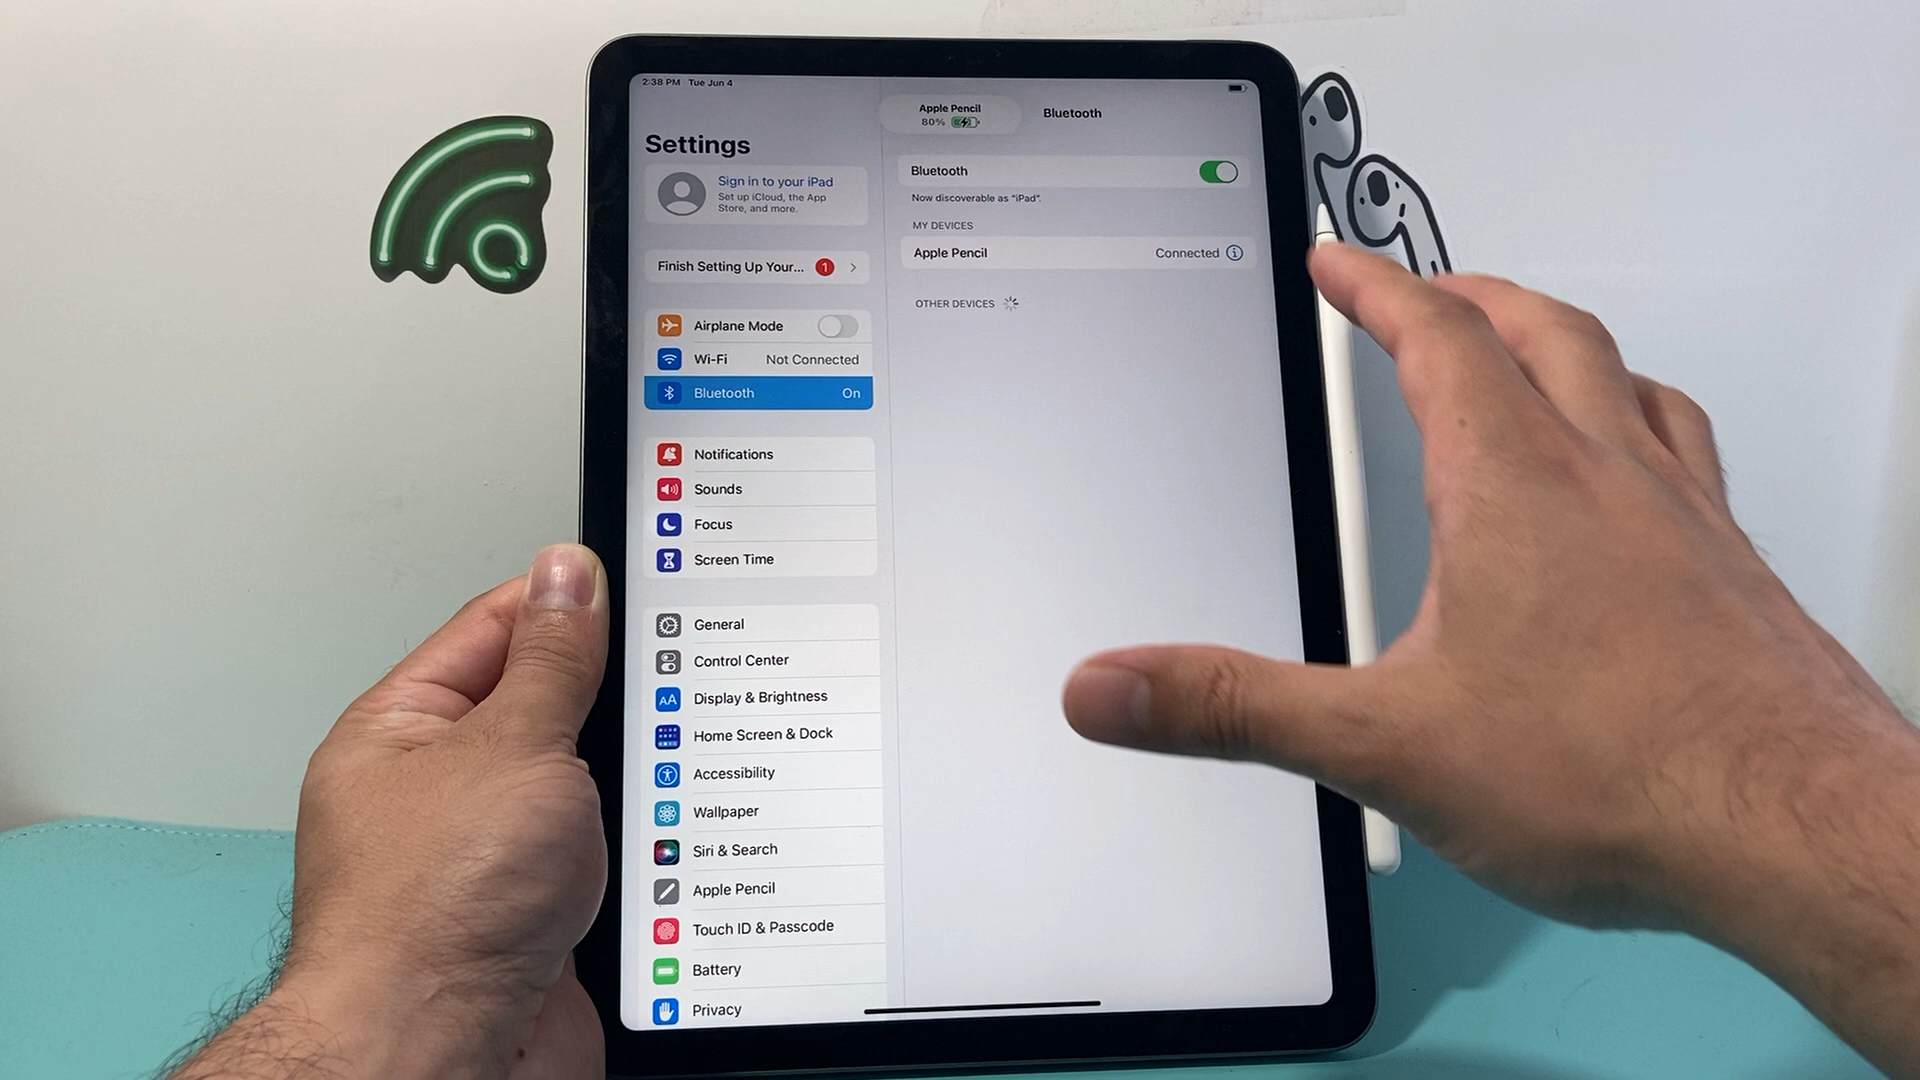 2:38 PM Tue Jun 4
Settings
Sign in to your iPad
Set up iCloud, the App
Store, and more.
Finish Setting Up Your... 1
Airplane Mode
Wi-Fi Not Connected
Bluetooth On
Notifications
Sounds
Focus
Screen Time
General
Control Center
AA Display & Brightness
Home Screen & Dock
Accessibility
Wallpaper
Siri & Search
Apple Pencil
Touch ID & Passcode
Battery
Privacy
Apple Pencil
80%
Bluetooth
Bluetooth
Now discoverable as "iPad".
MY DEVICES
Apple Pencil Connected
OTHER DEVICES